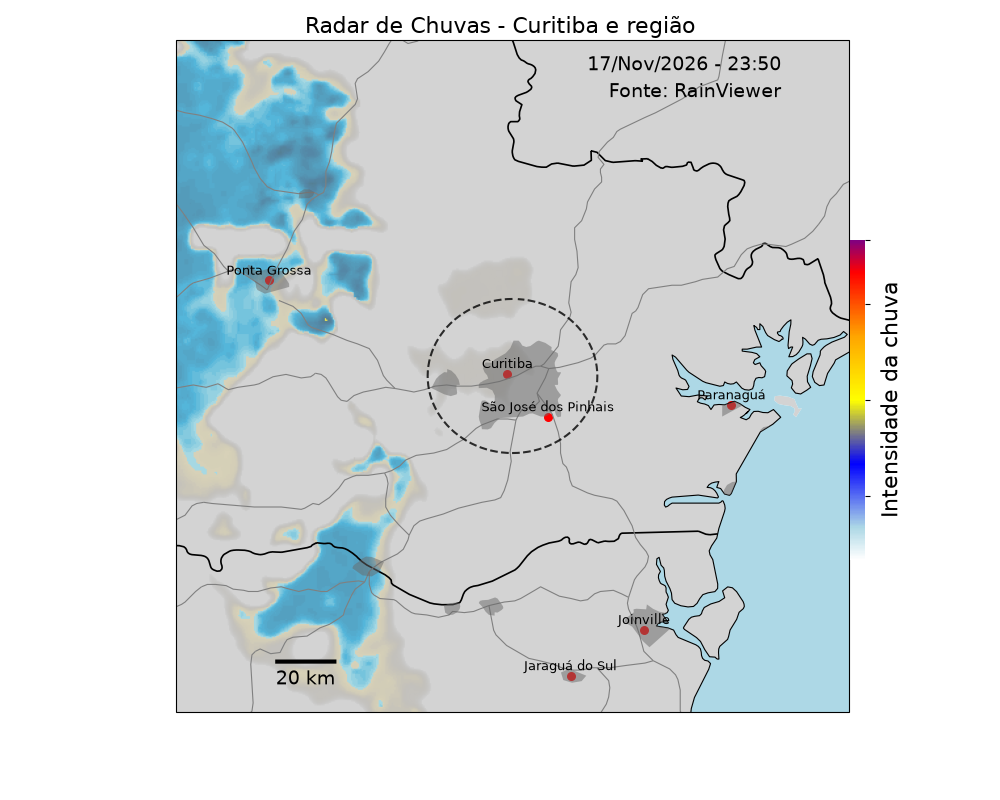 Radar de Chuvas - Curitiba e região
17/Nov/2026 - 23:50
Fonte: RainViewer
Ponta Grossa
Curitiba
São José dos Pinhais
Paranaguá
Joinville
Jaraguá do Sul
20 km
Intensidade da chuva